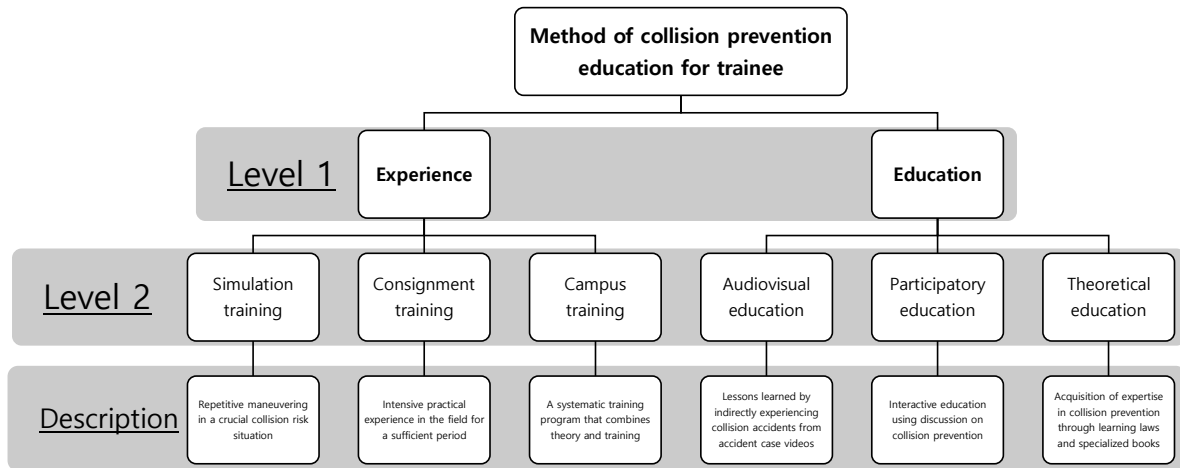 Method of collision prevention
education for trainee
Level 1
Experience
Education
Level 2
Simulation
training
Consignment
training
Campus
training
Audiovisual
education
Participatory
education
Theoretical
education
Description
Repetitive maneuvering
in a crucial collision risk
situation
Intensive practical
experience in the field for
a sufficient period
A systematic training
program that combines
theory and training
Lessons learned by
indirectly experiencing
collision accidents from
accident case videos
Interactive education
using discussion on
collision prevention
Acquisition of expertise
in collision prevention
through learning laws
and specialized books